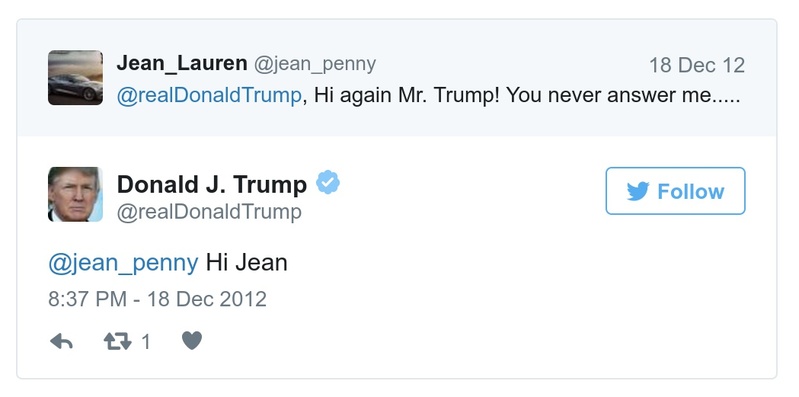 Jean_Lauren @jean_penny 18 Dec 12
@realDonaldTrump, Hi again Mr. Trump! You never answer me.....
Donald J. Trump
@realDonaldTrump
Follow
@jean_penny Hi Jean
8:37 PM - 18 Dec 2012
1